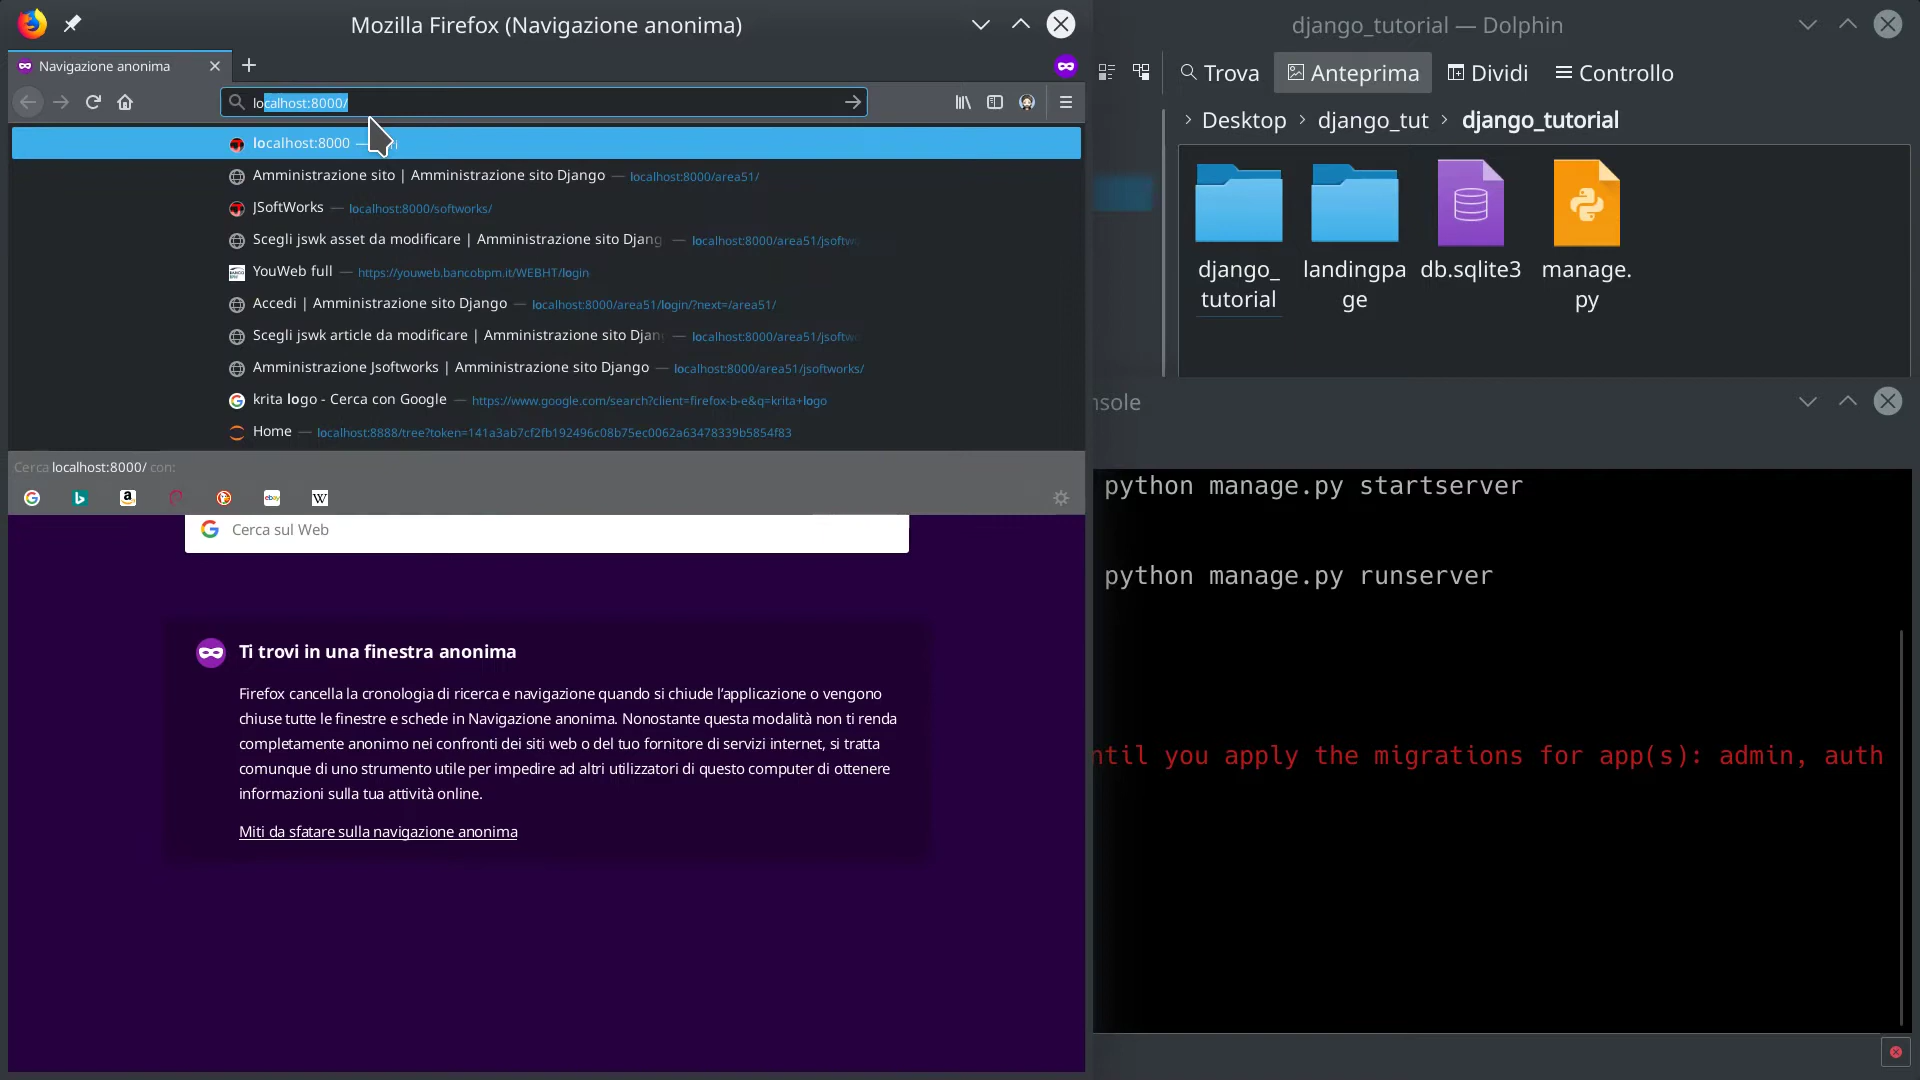 Mozilla Firefox (Navigazione anonima)
Navigazione anonima
localhost:8000/
localhost:8000 —
Amministrazione sito | Amministrazione sito Django — localhost:8000/area51/
JSoftWorks — localhost:8000/softworks/
Scegli jswk asset da modificare | Amministrazione sito Djang — localhost:8000/area51/jsoftw
YouWeb full — https://youweb.bancobpm.it/WEBHT/login
Accedi | Amministrazione sito Django — localhost:8000/area51/login/?next=/area51/
Scegli jswk article da modificare | Amministrazione sito Djan — localhost:8000/area51/jsoftw
Amministrazione Jsoftworks | Amministrazione sito Django — localhost:8000/area51/jsoftworks/
krita logo - Cerca con Google — https://www.google.com/search?client=firefox-b-e&q=krita+logo
Home — localhost:8888/tree?token=141a3ab7cf2fb192496c08b75ec0062a63478339b5854f83
Cerca localhost:8000/ con:
Cerca sul Web
Ti trovi in una finestra anonima
Firefox cancella la cronologia di ricerca e navigazione quando si chiude l'applicazione o vengono
chiuse tutte le finestre e schede in Navigazione anonima. Nonostante questa modalità non ti renda
completamente anonimo nei confronti dei siti web o del tuo fornitore di servizi internet, si tratta
comunque di uno strumento utile per impedire ad altri utilizzatori di questo computer di ottenere
informazioni sulla tua attività online.
Miti da sfatare sulla navigazione anonima
django_tutorial — Dolphin
Trova
Anteprima
Dividi
Controllo
Desktop > django_tut > django_tutorial
django_
tutorial
landingpa
ge
db.sqlite3
manage.
py
nsole
python manage.py startserver
python manage.py runserver
ntil you apply the migrations for app(s): admin, auth